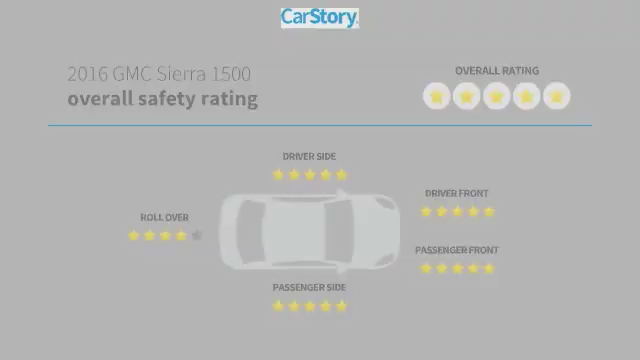 CarStory.
2016 GMC Sierra 1500
overall safety rating
OVERALL RATING
DRIVER SIDE
DRIVER FRONT
ROLL OVER
PASSENGER FRONT
PASSENGER SIDE